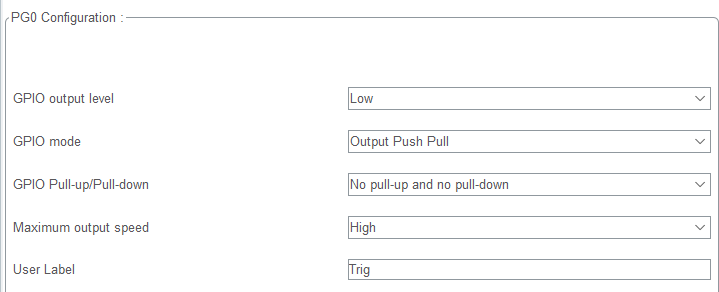 PG0 Configuration :
GPIO output level Low
GPIO mode Output Push Pull
GPIO Pull-up/Pull-down No pull-up and no pull-down
Maximum output speed High
User Label Trig